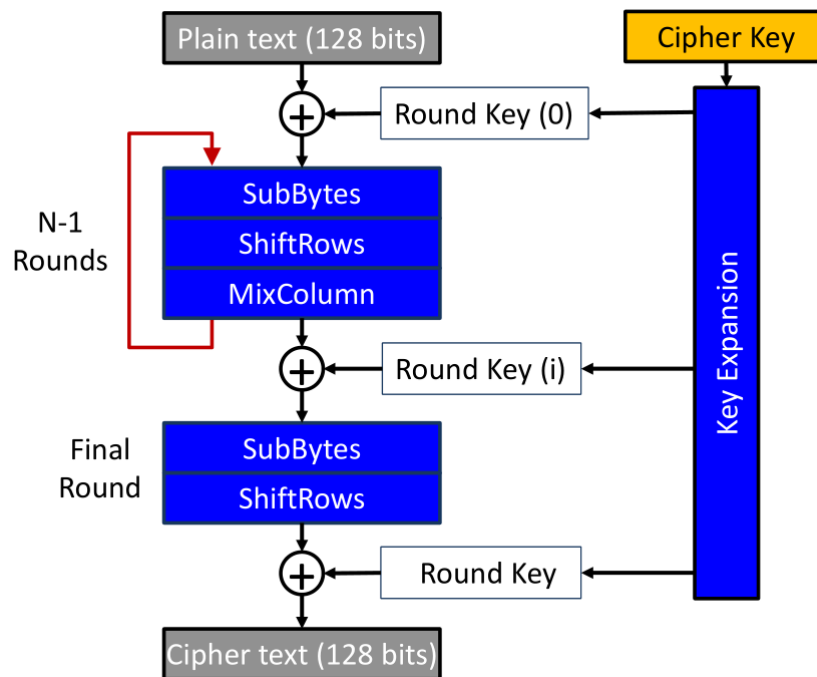 Plain text (128 bits)
Cipher Key
Round Key (0)
SubBytes
ShiftRows
MixColumn
N-1
Rounds
Round Key (i)
Key Expansion
Final
Round
SubBytes
ShiftRows
Round Key
Cipher text (128 bits)